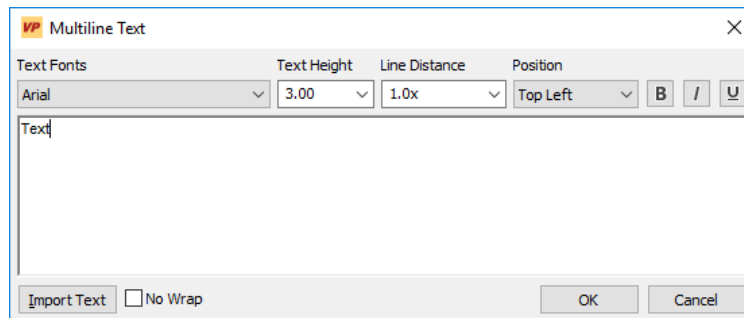 VP Multiline Text
Text Fonts Text Height Line Distance Position
Arial 3.00 1.0x Top Left B I U
Text
Import Text No Wrap OK Cancel